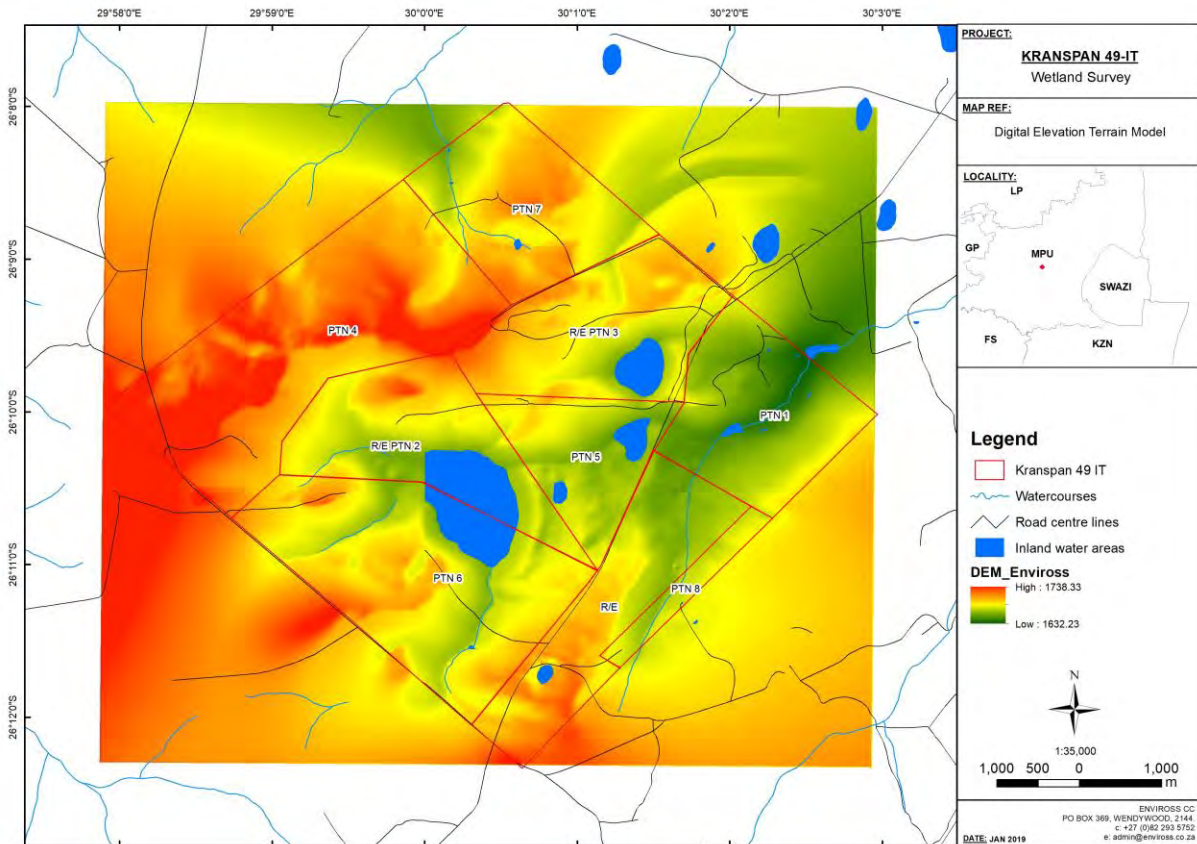 29°58'0"E 29°59'0"E 30°0'0"E 30°1'0"E 30°2'0"E 30°3'0"E
26°8'0"S
26°9'0"S
26°10'0"S
26°11'0"S
26°12'0"S
PTN 7
PTN 4
R/E PTN 3
PTN 1
R/E PTN 2
PTN 5
PTN 6
PTN 8
R/E
PROJECT:
KRANSPAN 49-IT
Wetland Survey
MAP REF:
Digital Elevation Terrain Model
LOCALITY:
LP
GP
MPU
SWAZI
FS
KZN
Legend
Kranspan 49 IT
Watercourses
Road centre lines
Inland water areas
DEM_Enviross
High : 1738.33
Low : 1632.23
N
1:35,000
1,000 500 0 1,000
m
ENVIROSS CC
PO BOX 369, WENDYWOOD, 2144.
c: +27 (0)82 293 5752
e: admin@enviross.co.za
DATE: JAN 2019